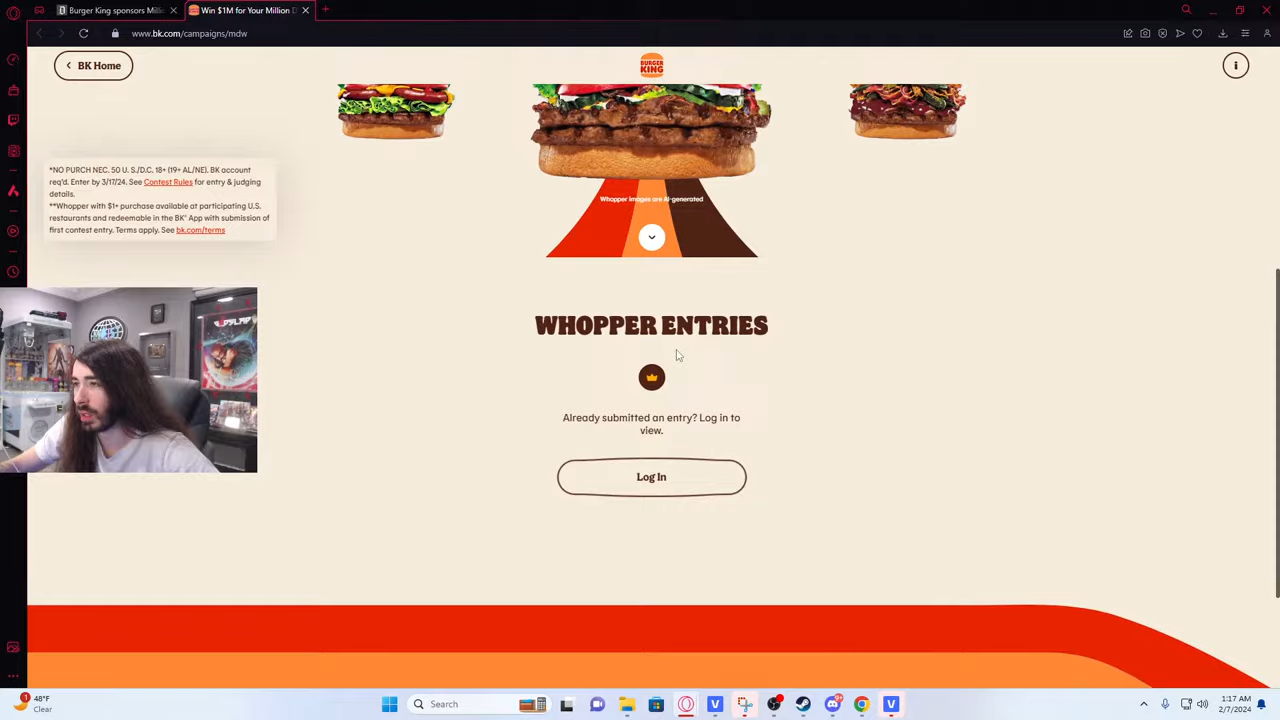 Burger King sponsors Milli
Win $1M for Your Million D
www.bk.com/campaigns/mdw
BK Home
BURGER
KING
i
*NO PURCH NEC. 50 U. S./D.C. 18+ (19+ AL/NE). BK account
req'd. Enter by 3/17/24. See Contest Rules for entry & judging
details.
**Whopper with $1+ purchase available at participating U.S.
restaurants and redeemable in the BK® App with submission of
first contest entry. Terms apply. See bk.com/terms
Whopper Images are AI-generated
WHOPPER ENTRIES
Already submitted an entry? Log in to
view.
Log In
1
48°F
Clear
Search
1:17 AM
2/7/2024